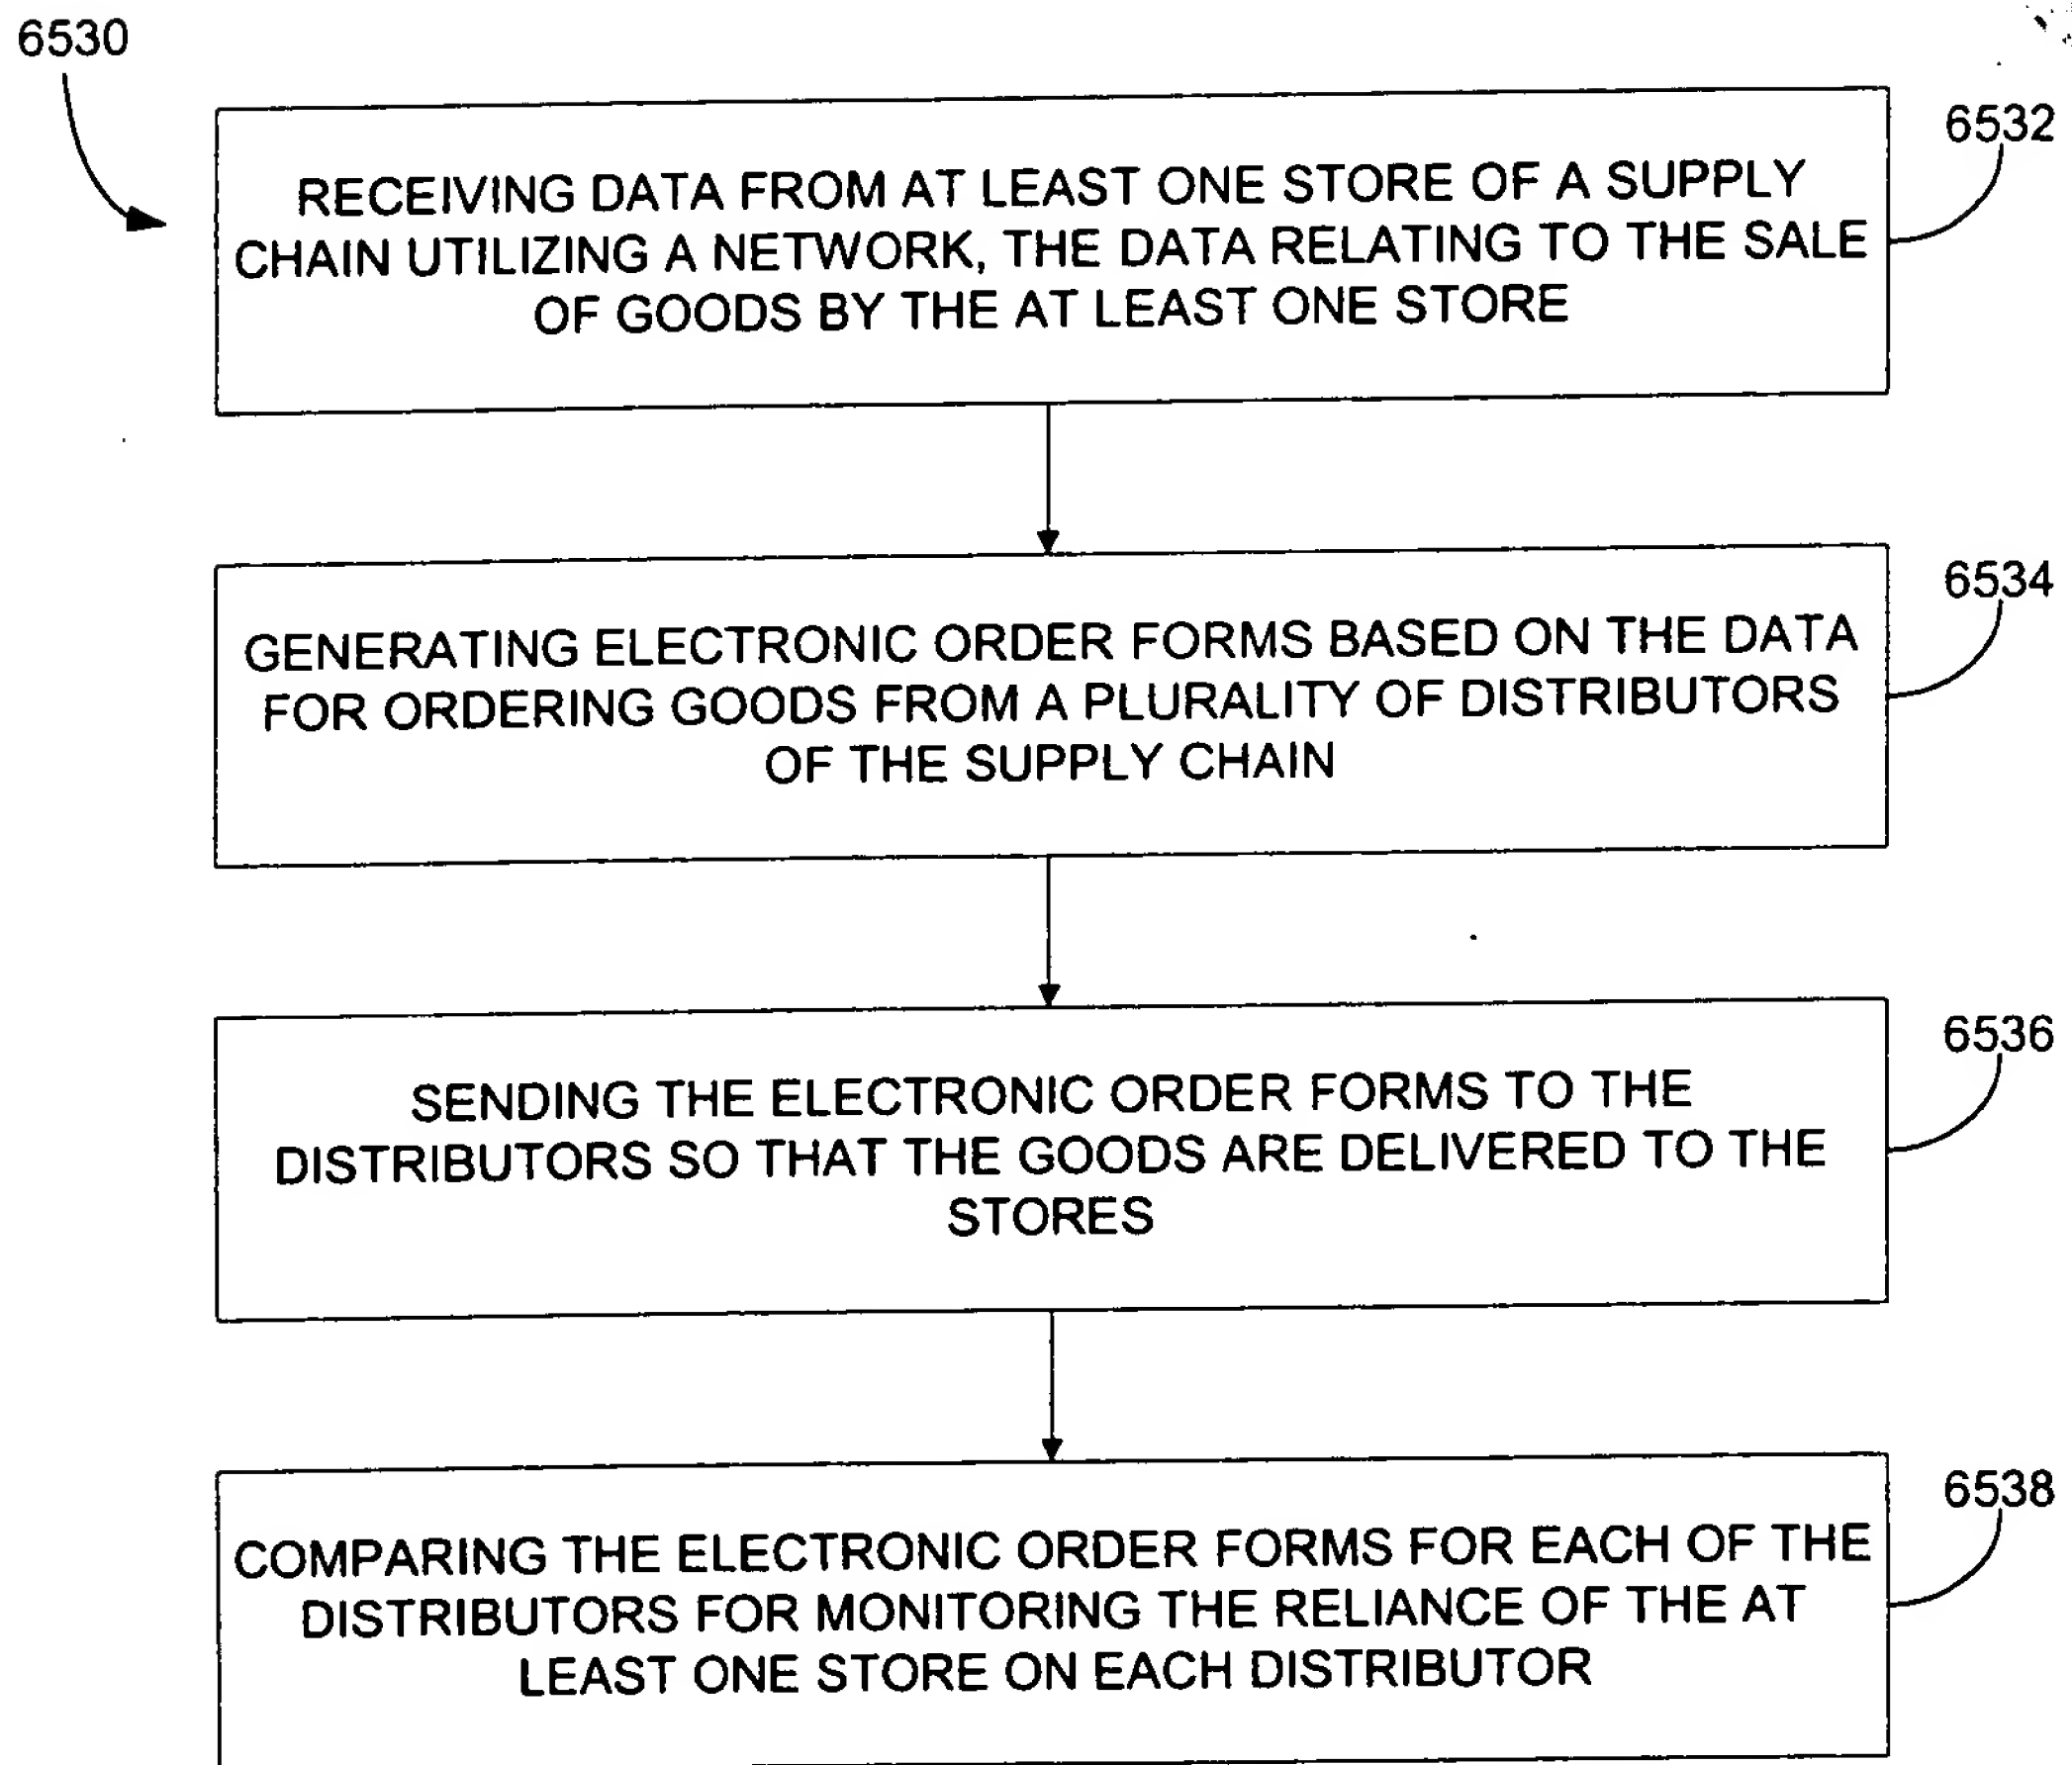 6530
6532
RECEIVING DATA FROM AT LEAST ONE STORE OF A SUPPLY
CHAIN UTILIZING A NETWORK, THE DATA RELATING TO THE SALE
OF GOODS BY THE AT LEAST ONE STORE
6534
GENERATING ELECTRONIC ORDER FORMS BASED ON THE DATA
FOR ORDERING GOODS FROM A PLURALITY OF DISTRIBUTORS
OF THE SUPPLY CHAIN
6536
SENDING THE ELECTRONIC ORDER FORMS TO THE
DISTRIBUTORS SO THAT THE GOODS ARE DELIVERED TO THE
STORES
6538
COMPARING THE ELECTRONIC ORDER FORMS FOR EACH OF THE
DISTRIBUTORS FOR MONITORING THE RELIANCE OF THE AT
LEAST ONE STORE ON EACH DISTRIBUTOR